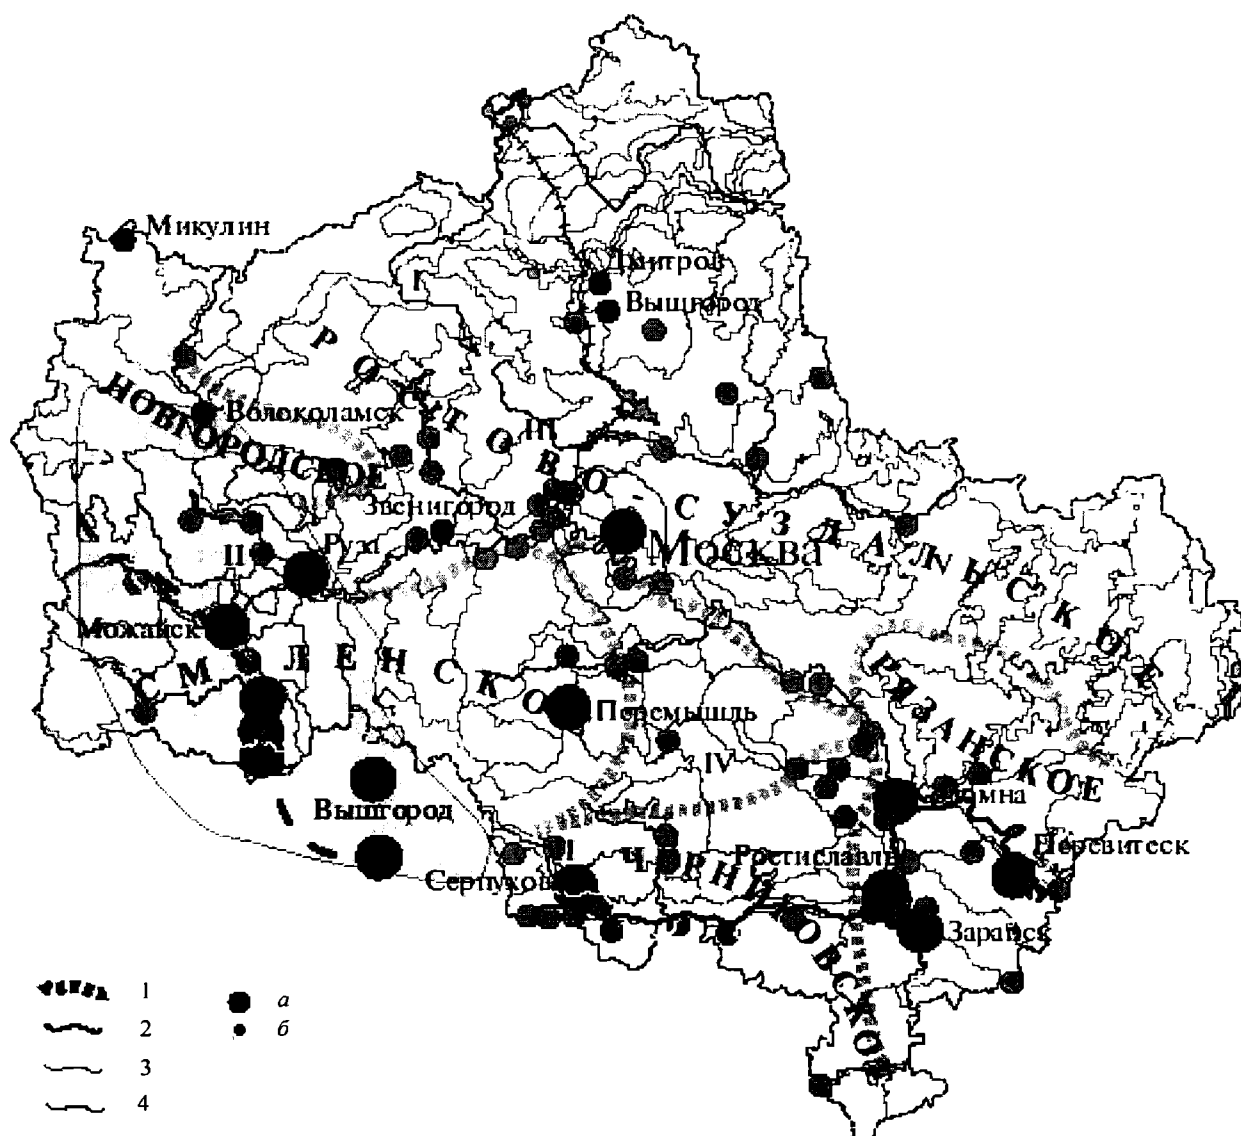 Микулин
Дмитров
Вышгород
I
РОСТОВО-СУЗДАЛЬСКОЕ
НОВГОРОДСКОЕ
Волоколамск
III
Звенигород
Москва
II
Руза
Можайск
СМОЛЕНСКОЕ
Перемышль
РЯЗАНСКОЕ
IV
Вышгород
Коломна
Перевитеск
Ростиславль
ЧЕРНИГОВСКОЕ
Серпухов
Зарайск
1
2
3
4
а
б